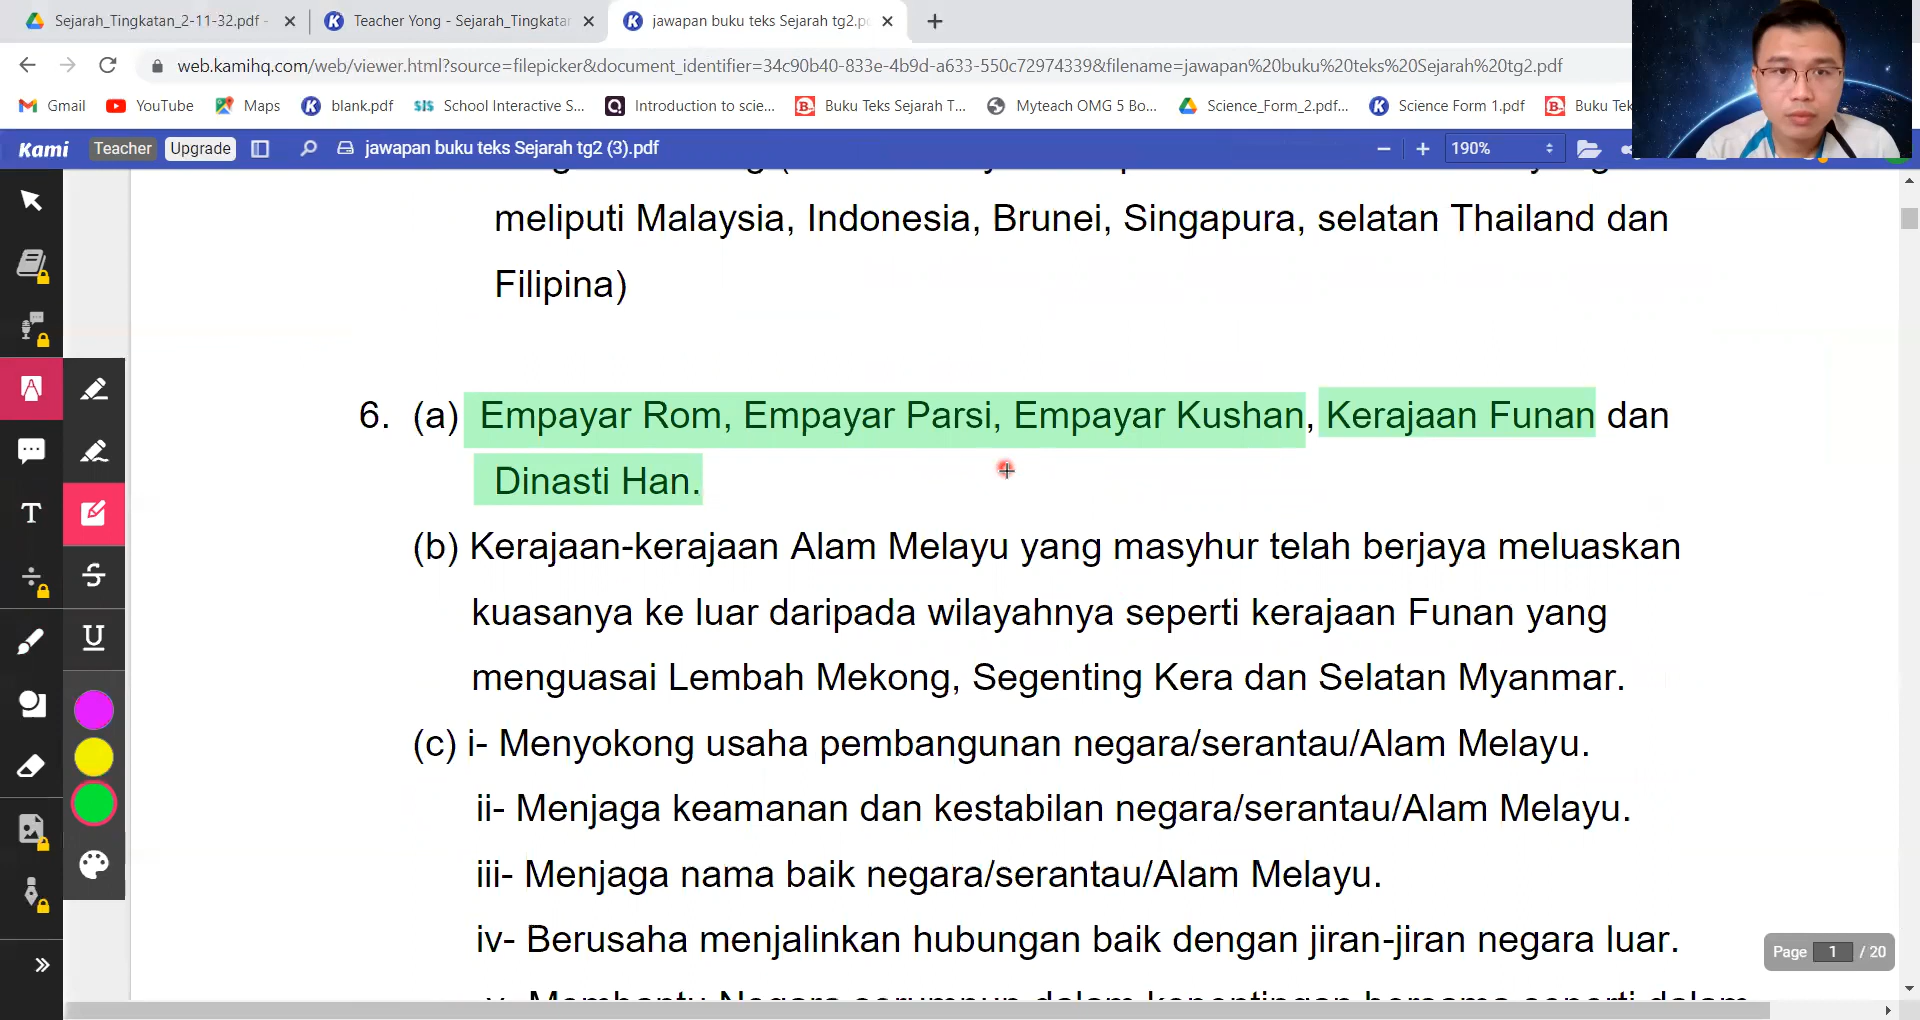 Sejarah_Tingkatan_2-11-32.pdf -
Teacher Yong - Sejarah_Tingkatan
jawapan buku teks Sejarah tg2.p
web.kamihq.com/web/viewer.html?source=filepicker&document_identifier=34c90b40-833e-4b9d-a633-550c72974339&filename=jawapan%20buku%20teks%20Sejarah%20tg2.pdf
Gmail
YouTube
Maps
blank.pdf
SIS School Interactive S...
Introduction to scie...
Buku Teks Sejarah T...
Myteach OMG 5 Bo...
Science_Form_2.pdf...
Science Form 1.pdf
Buku Tek
Kami Teacher Upgrade jawapan buku teks Sejarah tg2 (3).pdf 190%
meliputi Malaysia, Indonesia, Brunei, Singapura, selatan Thailand dan
Filipina)
6. (a) Empayar Rom, Empayar Parsi, Empayar Kushan, Kerajaan Funan dan
Dinasti Han.
(b) Kerajaan-kerajaan Alam Melayu yang masyhur telah berjaya meluaskan
kuasanya ke luar daripada wilayahnya seperti kerajaan Funan yang
menguasai Lembah Mekong, Segenting Kera dan Selatan Myanmar.
(c) i- Menyokong usaha pembangunan negara/serantau/Alam Melayu.
ii- Menjaga keamanan dan kestabilan negara/serantau/Alam Melayu.
iii- Menjaga nama baik negara/serantau/Alam Melayu.
iv- Berusaha menjalinkan hubungan baik dengan jiran-jiran negara luar.
Page 1 / 20